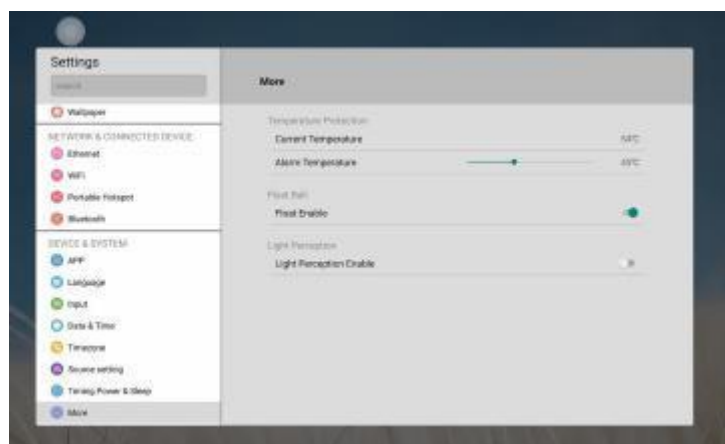 Settings
search
More
Wallpaper
NETWORK & CONNECTED DEVICE
Ethernet
WiFi
Portable Hotspot
Bluetooth
DEVICE & SYSTEM
APP
Language
Input
Date & Time
Timezone
Source setting
Timing Power & Sleep
More
Temperature Protection
Current Temperature
Alarm Temperature
Float Ball
Float Enable
Light Perception
Light Perception Enable